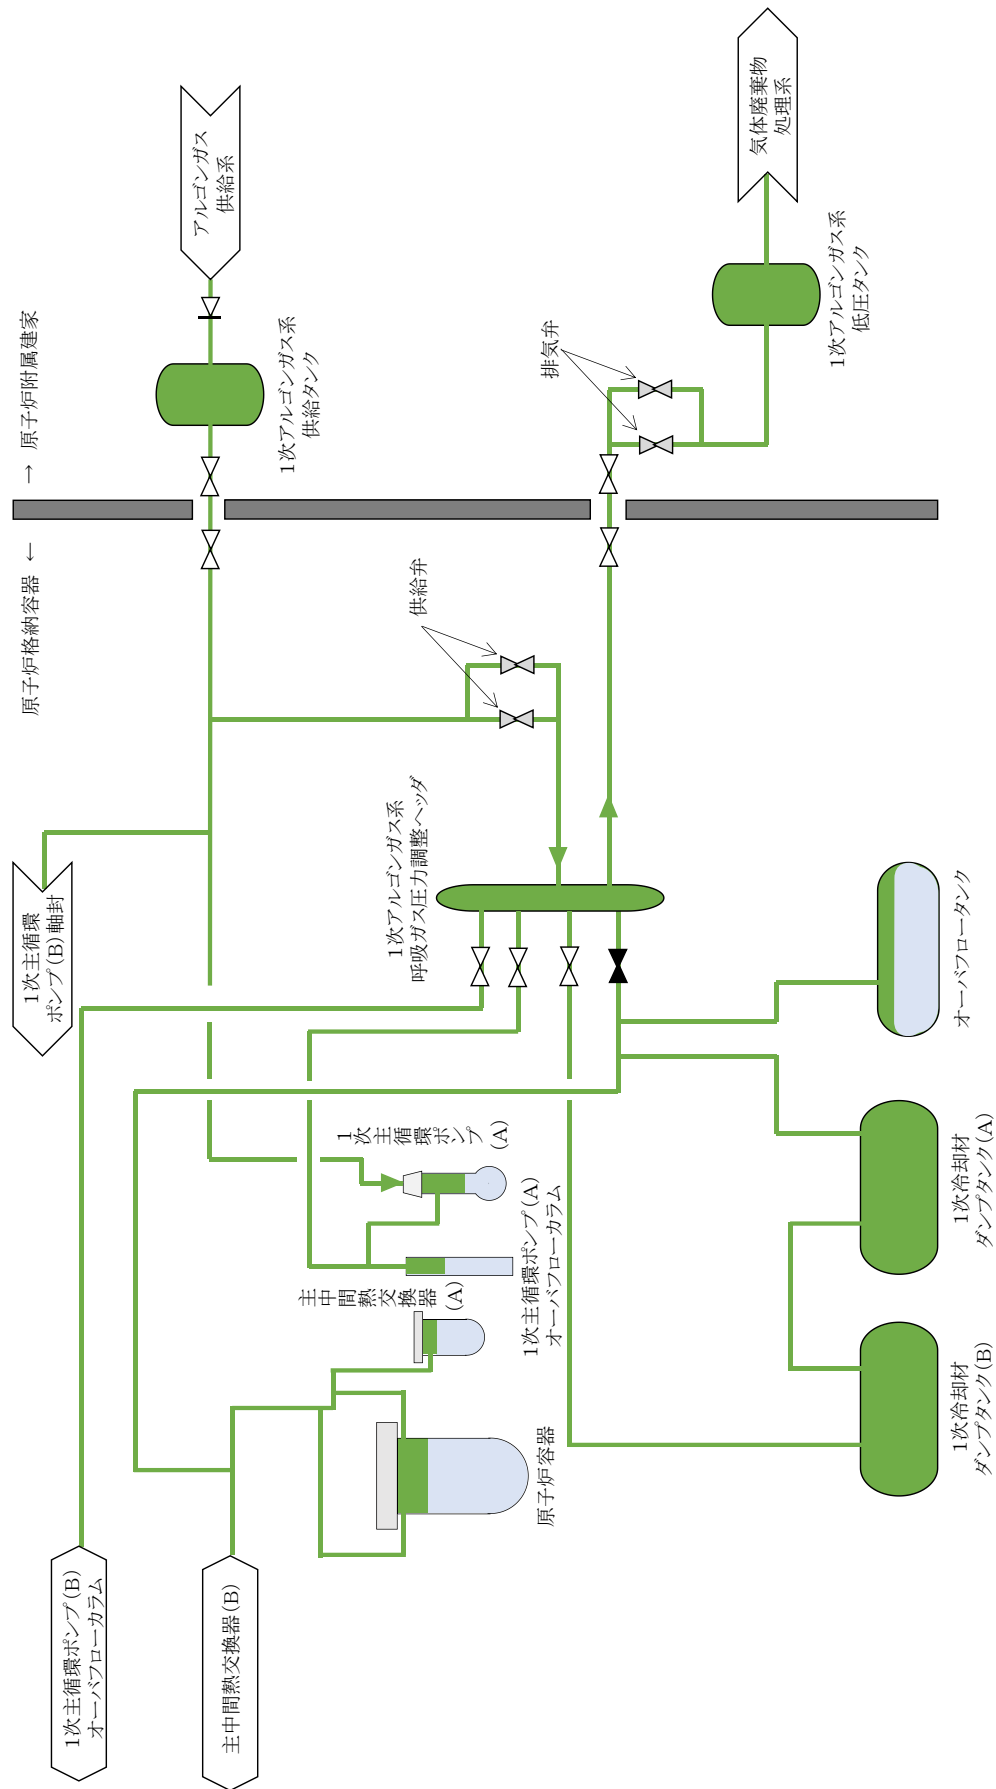 1次主循環ポンプ(B)
オーバフローカラム
主中間熱交換器(B)
1次主循環
ポンプ(B)軸封
原子炉格納容器 ←
→ 原子炉附属建家
アルゴンガス
供給系
1次アルゴンガス系
供給タンク
主中間熱交換器
(A)
1次主循環ポンプ
(A)
1次アルゴンガス系
呼吸ガス圧力調整ヘッダ
供給弁
排気弁
気体廃棄物
処理系
1次アルゴンガス系
低圧タンク
原子炉容器
1次主循環ポンプ(A)
オーバフローカラム
1次冷却材
ダンプタンク(B)
1次冷却材
ダンプタンク(A)
オーバフロータンク